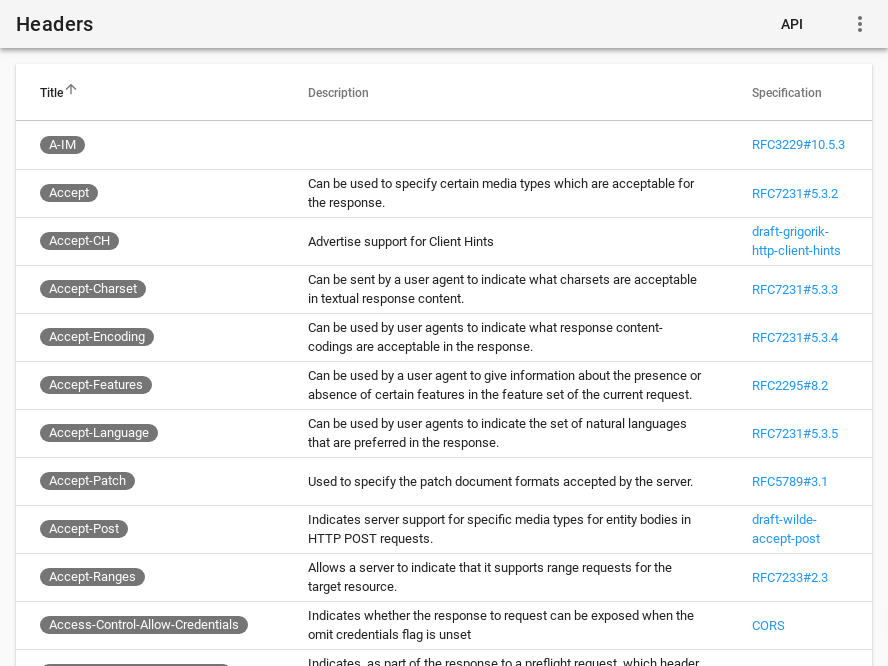 Headers
API
Title
Description
Specification
A-IM
RFC3229#10.5.3
Accept
Can be used to specify certain media types which are acceptable for
the response.
RFC7231#5.3.2
Accept-CH
Advertise support for Client Hints
draft-grigorik-
http-client-hints
Accept-Charset
Can be sent by a user agent to indicate what charsets are acceptable
in textual response content.
RFC7231#5.3.3
Accept-Encoding
Can be used by user agents to indicate what response content-
codings are acceptable in the response.
RFC7231#5.3.4
Accept-Features
Can be used by a user agent to give information about the presence or
absence of certain features in the feature set of the current request.
RFC2295#8.2
Accept-Language
Can be used by user agents to indicate the set of natural languages
that are preferred in the response.
RFC7231#5.3.5
Accept-Patch
Used to specify the patch document formats accepted by the server.
RFC5789#3.1
Accept-Post
Indicates server support for specific media types for entity bodies in
HTTP POST requests.
draft-wilde-
accept-post
Accept-Ranges
Allows a server to indicate that it supports range requests for the
target resource.
RFC7233#2.3
Access-Control-Allow-Credentials
Indicates whether the response to request can be exposed when the
omit credentials flag is unset
CORS
Indicates, as part of the response to a preflight request, which header